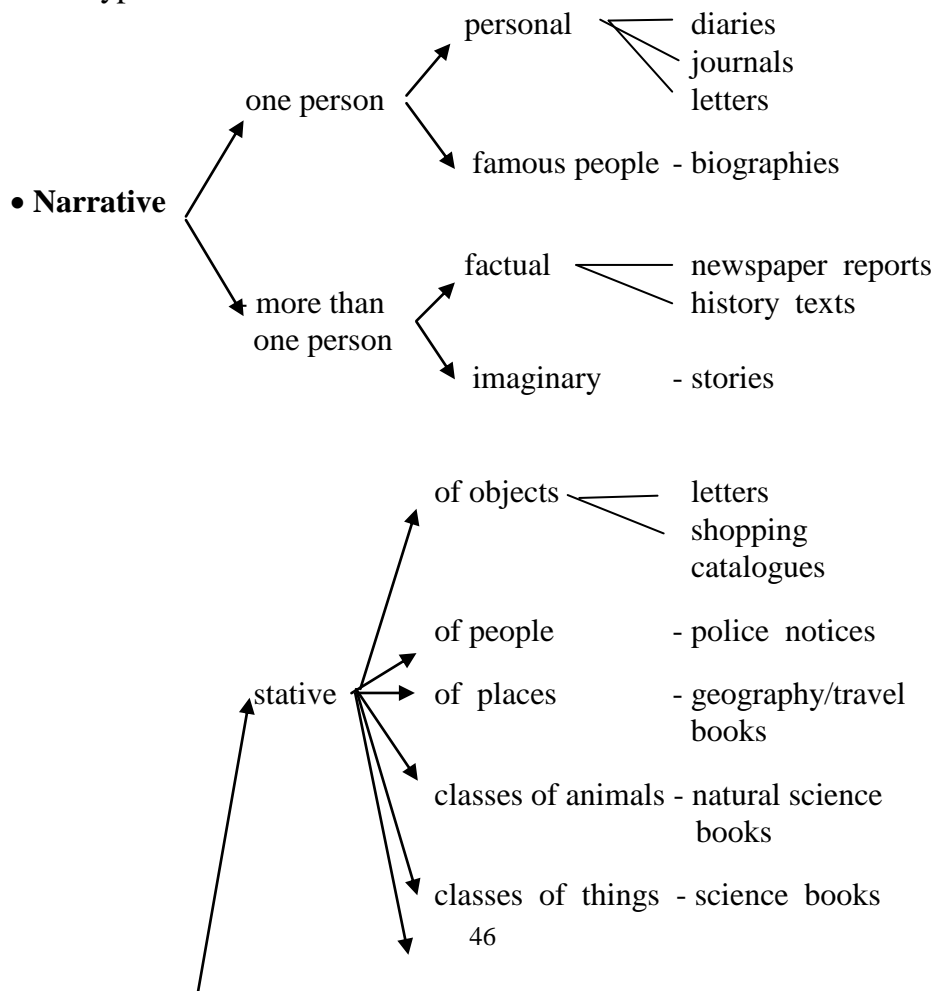 personal diaries
journals
one person letters
famous people - biographies
• Narrative
factual newspaper reports
- more than history texts
one person
imaginary - stories
of objects letters
shopping
catalogues
of people - police notices
stative of places - geography/travel
books
classes of animals - natural science
books
classes of things - science books
46